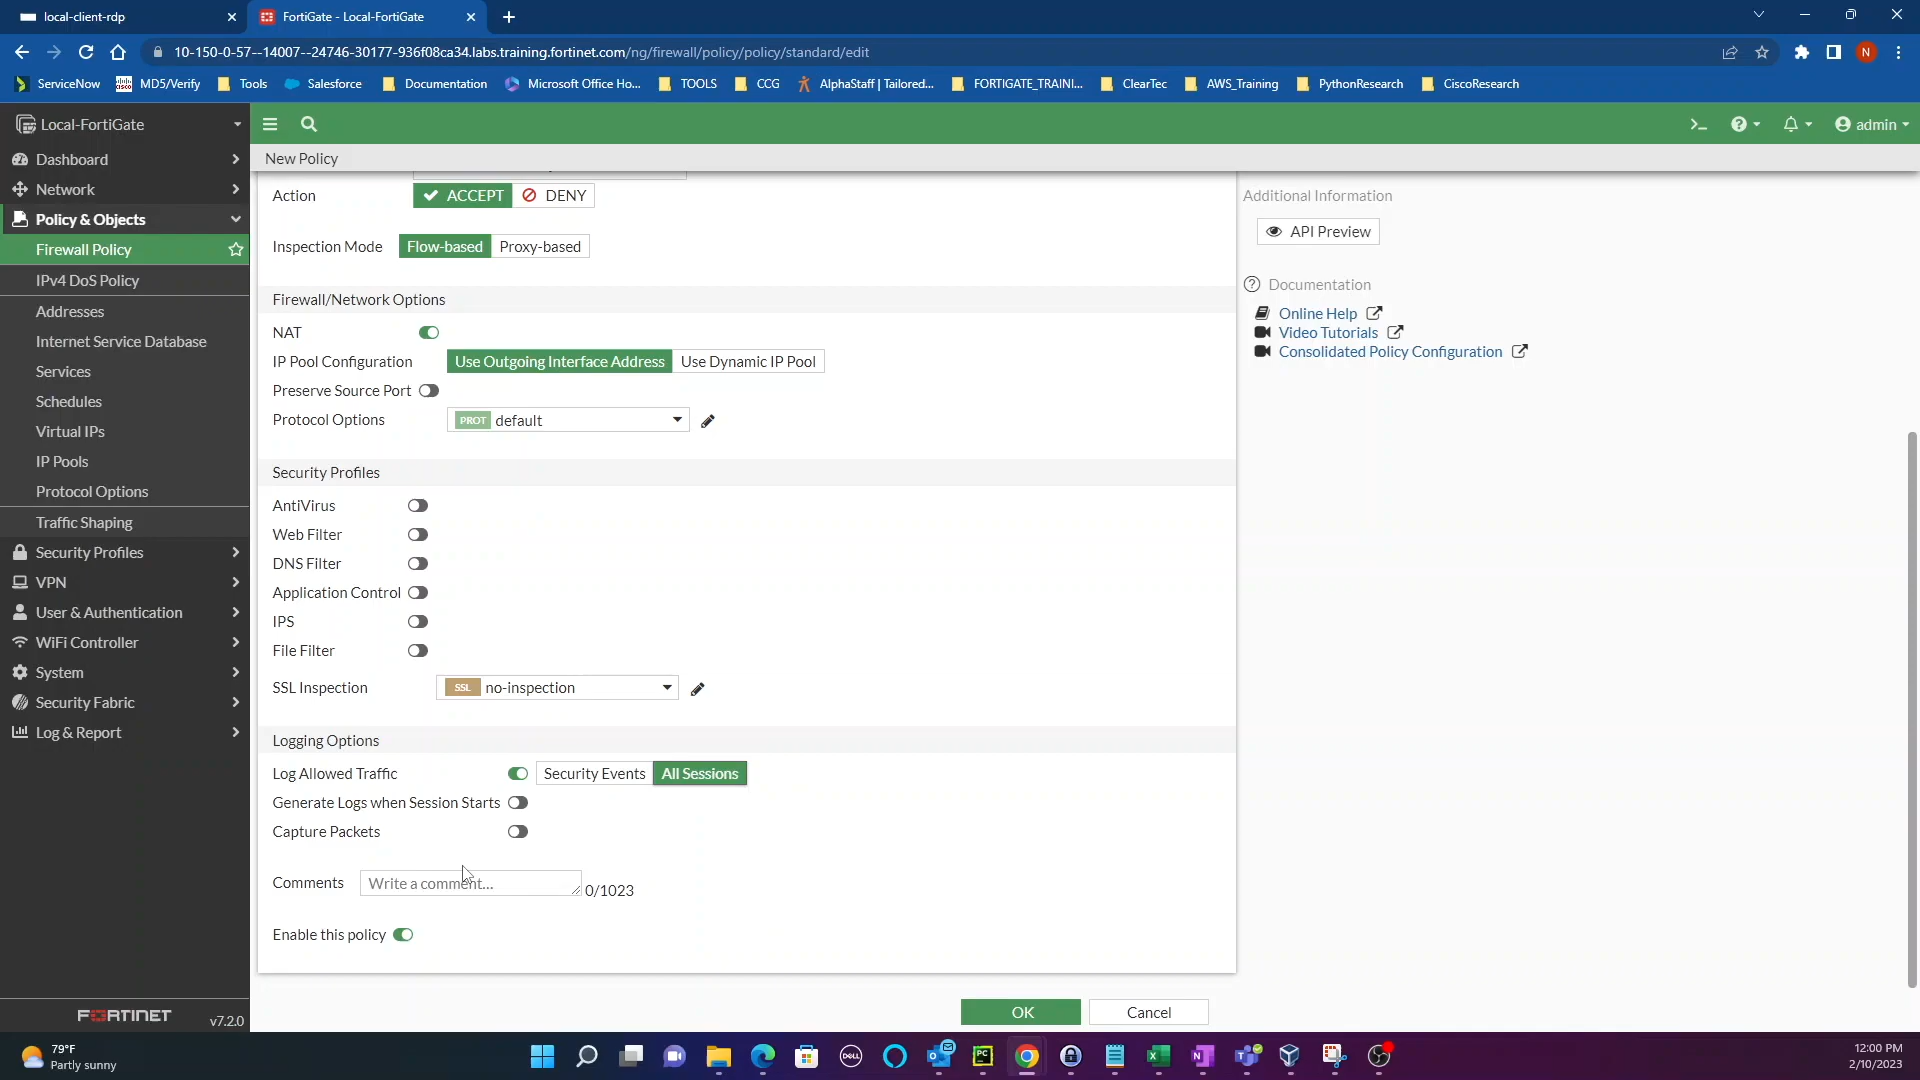 local-client-rdp
FortiGate - Local-FortiGate
10-150-0-57--14007--24746-30177-936f08ca34.labs.training.fortinet.com/ng/firewall/policy/policy/standard/edit
N
ServiceNow
MD5/Verify
Tools
Salesforce
Documentation
Microsoft Office Ho...
TOOLS
CCG
AlphaStaff | Tailored...
FORTIGATE_TRAINI...
ClearTec
AWS_Training
PythonResearch
CiscoResearch
Local-FortiGate
admin
Dashboard
Network
Policy & Objects
Firewall Policy
IPv4 DoS Policy
Addresses
Internet Service Database
Services
Schedules
Virtual IPs
IP Pools
Protocol Options
Traffic Shaping
Security Profiles
VPN
User & Authentication
WiFi Controller
System
Security Fabric
Log & Report
FORTINET
v7.2.0
New Policy
Action ACCEPT DENY
Inspection Mode Flow-based Proxy-based
Firewall/Network Options
NAT
IP Pool Configuration Use Outgoing Interface Address Use Dynamic IP Pool
Preserve Source Port
Protocol Options PROT default
Security Profiles
AntiVirus
Web Filter
DNS Filter
Application Control
IPS
File Filter
SSL Inspection SSL no-inspection
Logging Options
Log Allowed Traffic Security Events All Sessions
Generate Logs when Session Starts
Capture Packets
Comments Write a comment... 0/1023
Enable this policy
OK Cancel
Additional Information
API Preview
Documentation
Online Help
Video Tutorials
Consolidated Policy Configuration
79°F
Partly sunny
DELL
PC
12:00 PM
2/10/2023